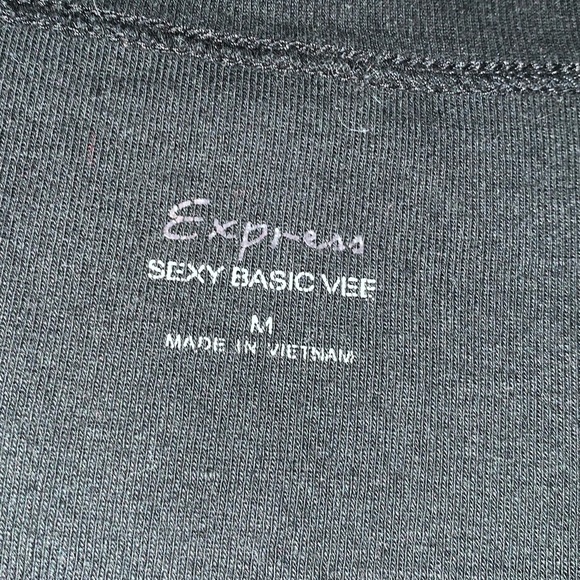 Express
SEXY BASIC VEE
M
MADE IN VIETNAM